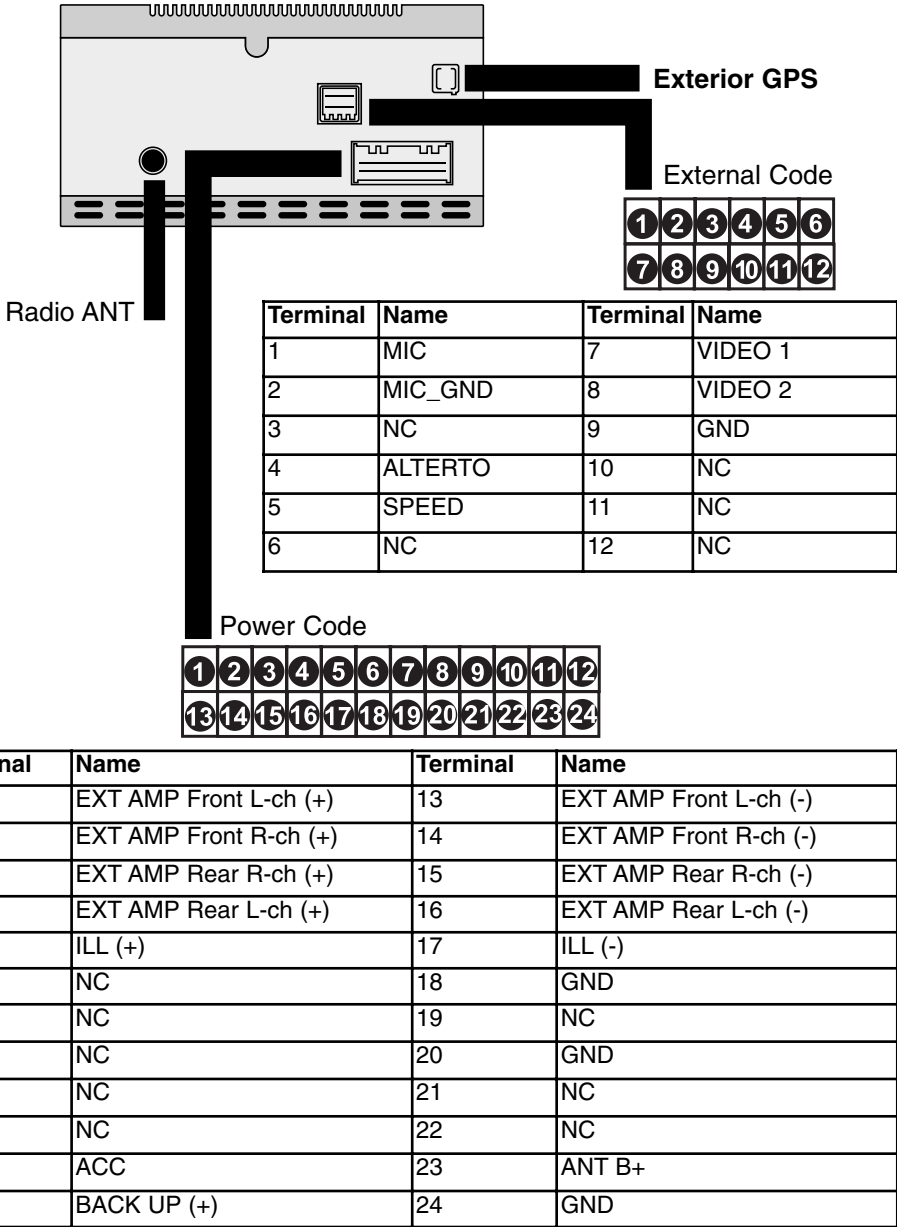 Exterior GPS
External Code
1 2 3 4 5 6
7 8 9 10 11 12
Radio ANT
Terminal Name Terminal Name
1 MIC 7 VIDEO 1
2 MIC_GND 8 VIDEO 2
3 NC 9 GND
4 ALTERTO 10 NC
5 SPEED 11 NC
6 NC 12 NC
Power Code
1 2 3 4 5 6 7 8 9 10 11 12
13 14 15 16 17 18 19 20 21 22 23 24
nal Name Terminal Name
EXT AMP Front L-ch (+) 13 EXT AMP Front L-ch (-)
EXT AMP Front R-ch (+) 14 EXT AMP Front R-ch (-)
EXT AMP Rear R-ch (+) 15 EXT AMP Rear R-ch (-)
EXT AMP Rear L-ch (+) 16 EXT AMP Rear L-ch (-)
ILL (+) 17 ILL (-)
NC 18 GND
NC 19 NC
NC 20 GND
NC 21 NC
NC 22 NC
ACC 23 ANT B+
BACK UP (+) 24 GND